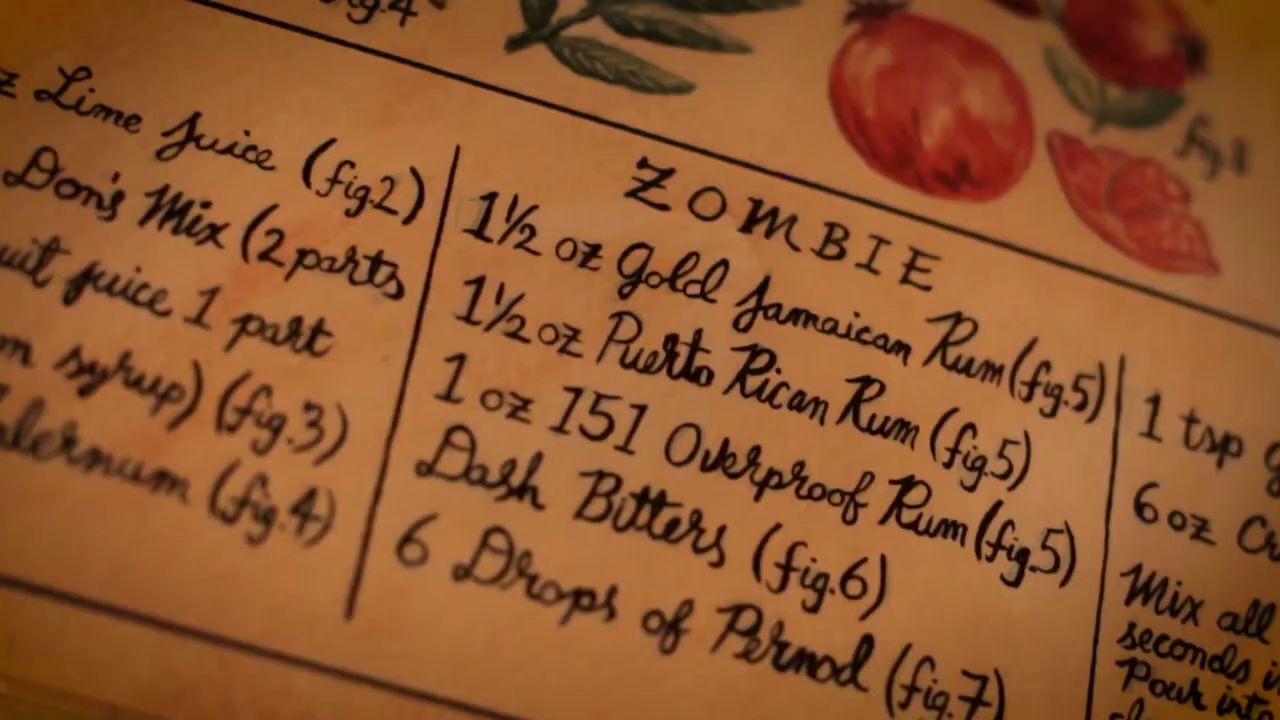 fig.4
Lime Juice (fig.2)
Don's Mix (2 parts
juice 1 part
syrup) (fig.3)
(fig.4)
ZOMBIE
1½ oz Gold Jamaican Rum (fig.5)
1½ oz Puerto Rican Rum (fig.5)
1 oz 151 Overproof Rum (fig.5)
Dash Bitters (fig.6)
6 Drops of Pernod (fig.7)
1 tsp
6 oz
Mix all
seconds
Pour into